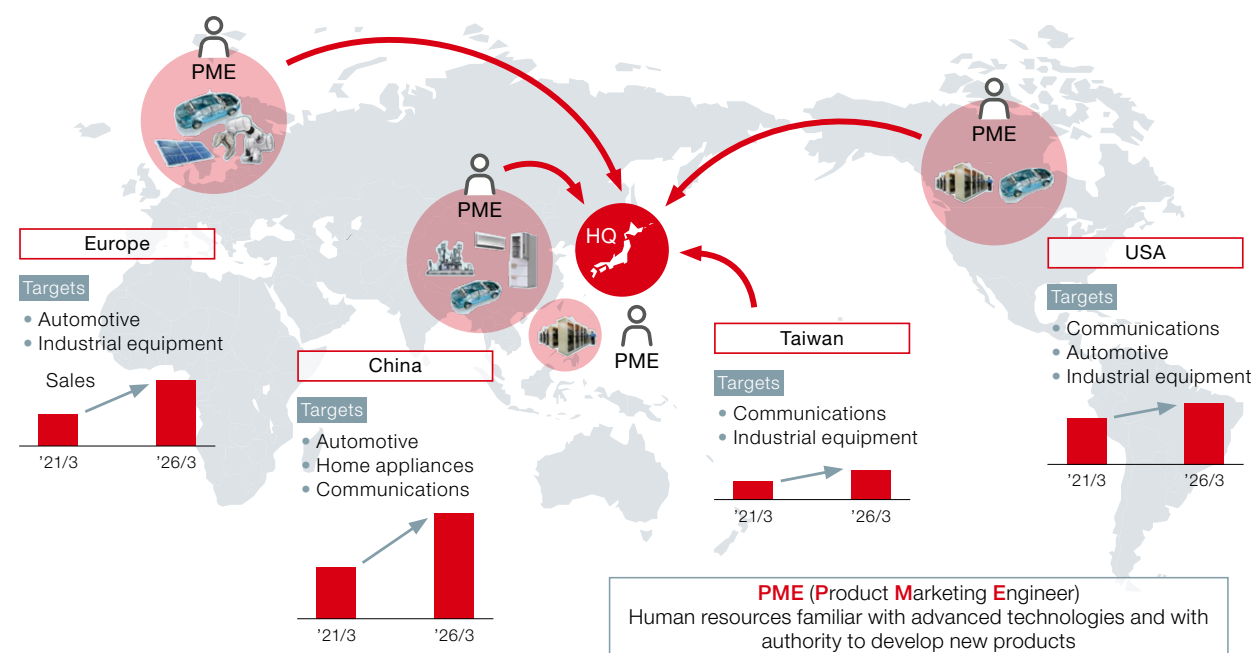 PME
PME
PME
HQ
PME
Europe
Targets
• Automotive
• Industrial equipment
Sales
’21/3
’26/3
China
Targets
• Automotive
• Home appliances
• Communications
’21/3
’26/3
Taiwan
Targets
• Communications
• Industrial equipment
’21/3
’26/3
USA
Targets
• Communications
• Automotive
• Industrial equipment
’21/3
’26/3
PME (Product Marketing Engineer)
Human resources familiar with advanced technologies and with
authority to develop new products